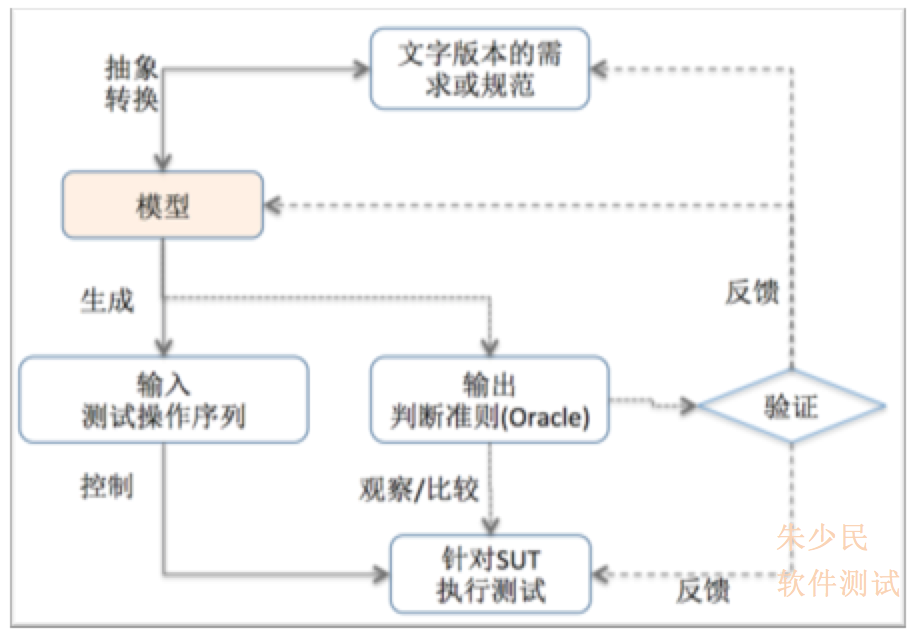 文字版本的需
求或规范
抽象
转换
模型
生成
反馈
输入
测试操作序列
输出
判断准则(Oracle)
验证
控制
观察/比较
针对SUT
执行测试
反馈
朱少民
软件测试